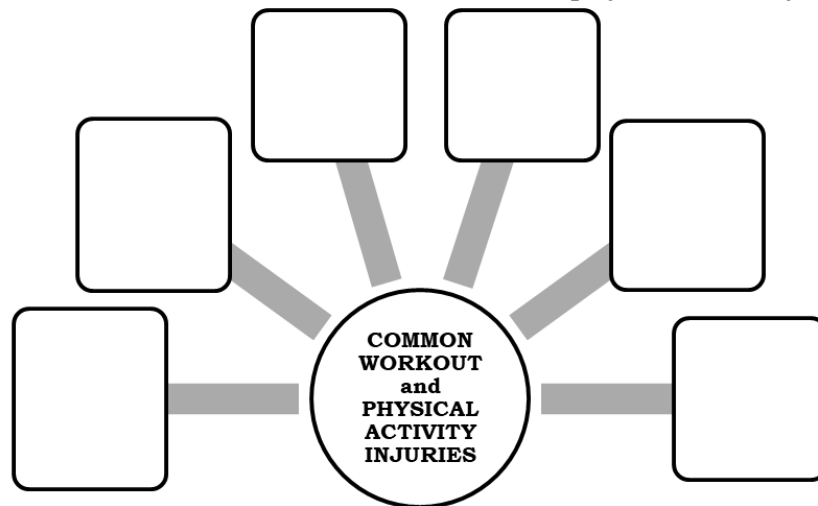 COMMON
WORKOUT
and
PHYSICAL
ACTIVITY
INJURIES